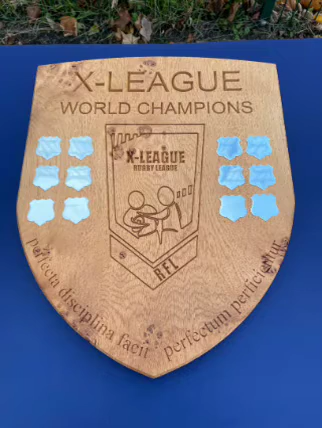 X-LEAGUE
WORLD CHAMPIONS
X-LEAGUE
RUGBY LEAGUE
RFL
perfecta disciplina facit perfectum perficientur